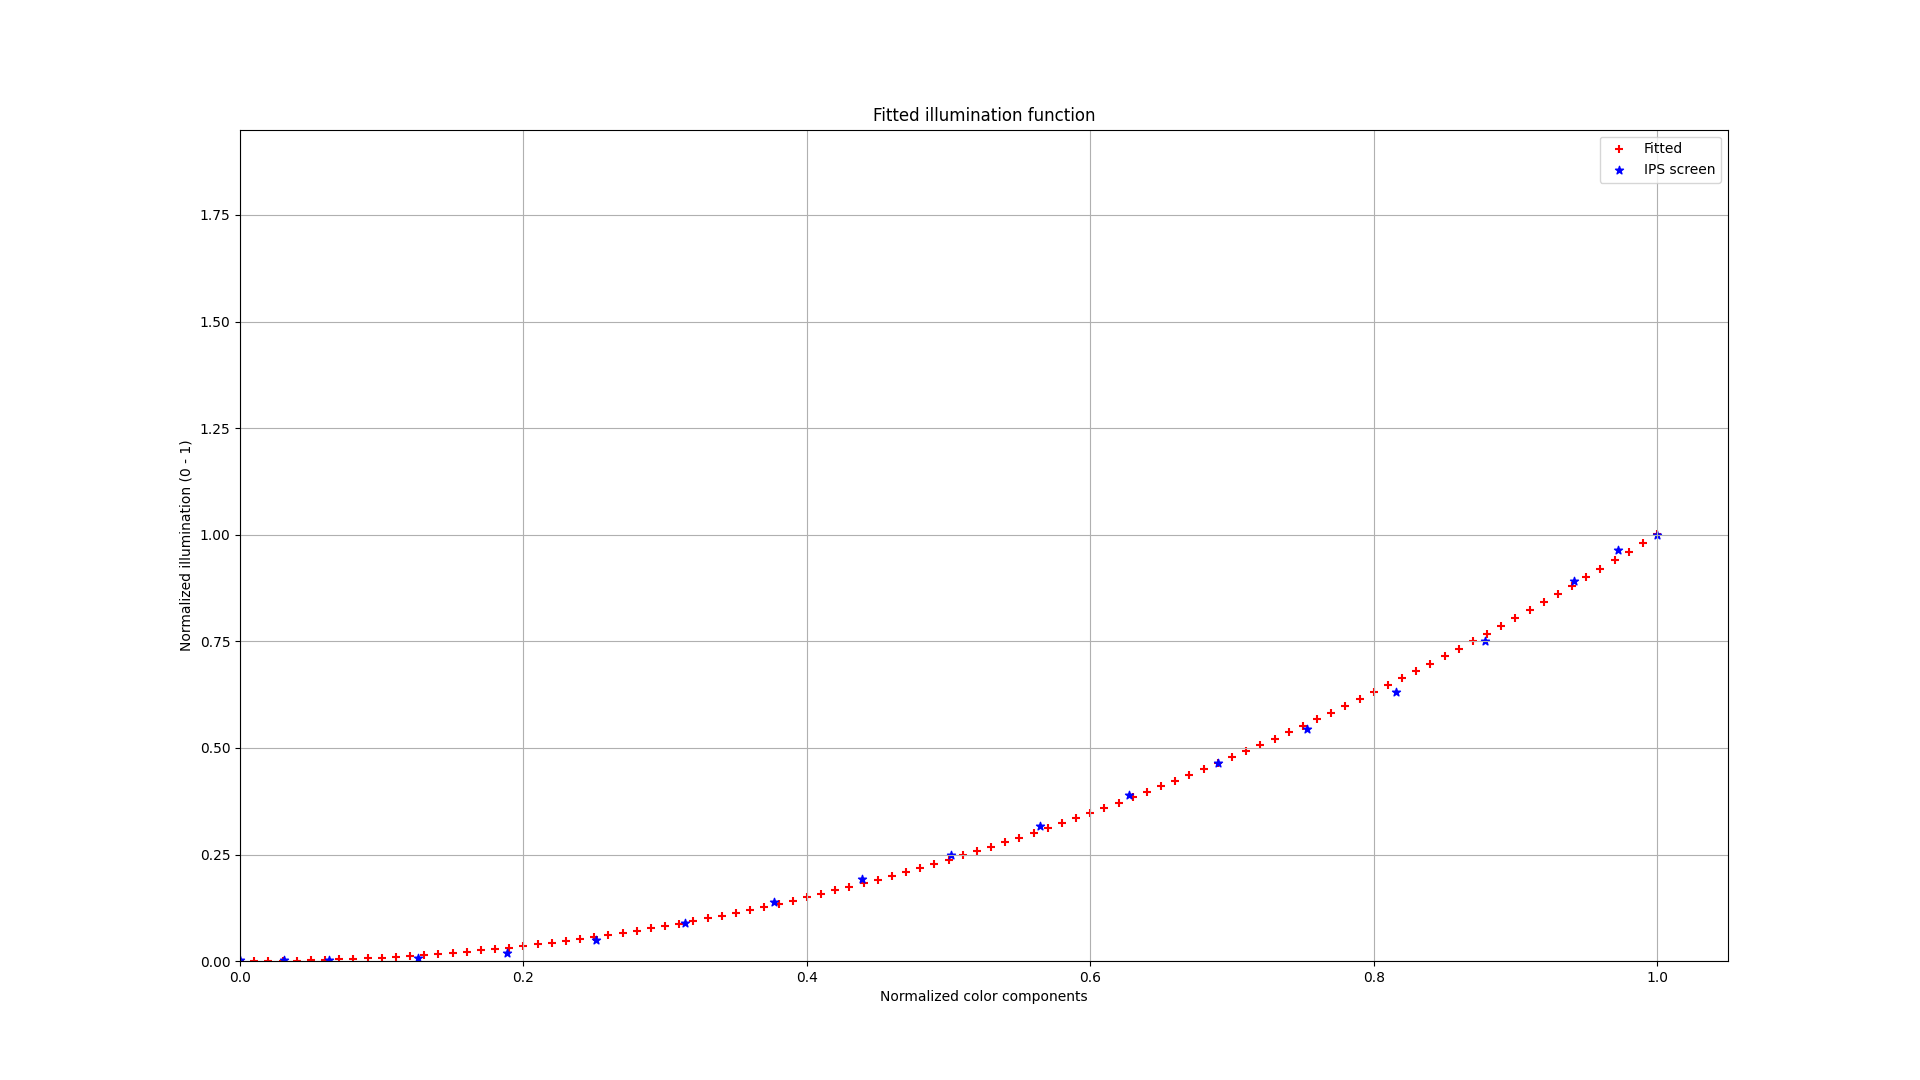 Fitted illumination function
Fitted
IPS screen
1.75
1.50
1.25
1.00
0.75
0.50
0.25
0.00
Normalized illumination (0 - 1)
0.0 0.2 0.4 0.6 0.8 1.0
Normalized color components